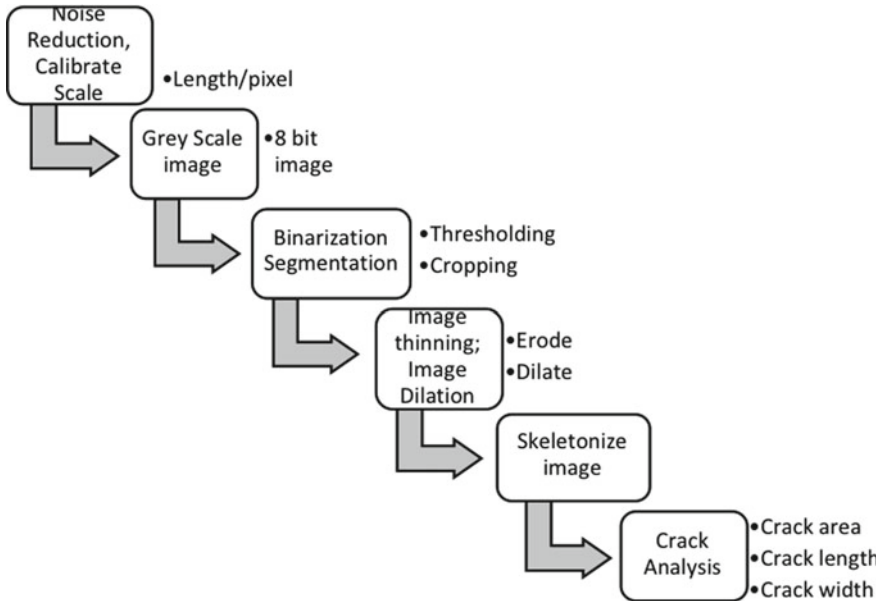 Noise
Reduction,
Calibrate
Scale
•Length/pixel
Grey Scale
image
•8 bit
image
Binarization
Segmentation
•Thresholding
•Cropping
Image
thinning;
Image
Dilation
•Erode
•Dilate
Skeletonize
image
Crack
Analysis
•Crack area
•Crack length
•Crack width